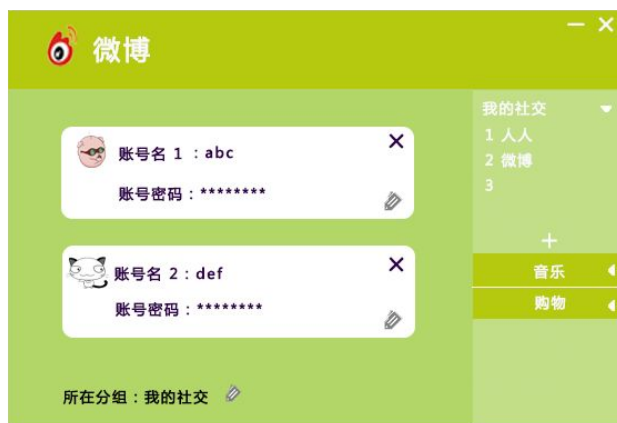 微博
账号名 1 ：abc
账号密码：********
账号名 2：def
账号密码：********
所在分组：我的社交
我的社交
1 人人
2 微博
3
音乐
购物